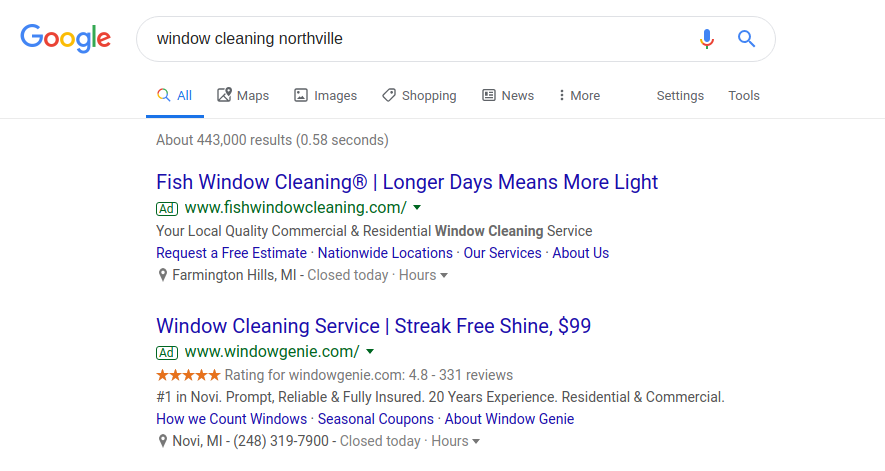 Google window cleaning northville
All Maps Images Shopping News More Settings Tools
About 443,000 results (0.58 seconds)
Fish Window Cleaning® | Longer Days Means More Light
Ad www.fishwindowcleaning.com/
Your Local Quality Commercial & Residential Window Cleaning Service
Request a Free Estimate · Nationwide Locations · Our Services · About Us
Farmington Hills, MI - Closed today · Hours
Window Cleaning Service | Streak Free Shine, $99
Ad www.windowgenie.com/
Rating for windowgenie.com: 4.8 - 331 reviews
#1 in Novi. Prompt, Reliable & Fully Insured. 20 Years Experience. Residential & Commercial.
How we Count Windows · Seasonal Coupons · About Window Genie
Novi, MI - (248) 319-7900 - Closed today · Hours